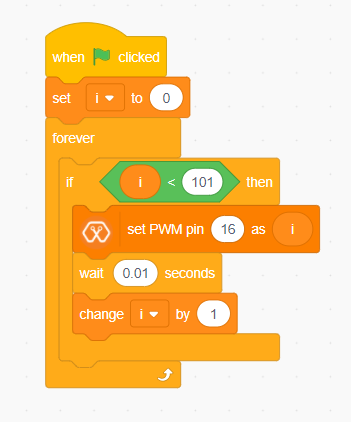 when clicked
set i to 0
forever
if i < 101 then
set PWM pin 16 as i
wait 0.01 seconds
change i by 1